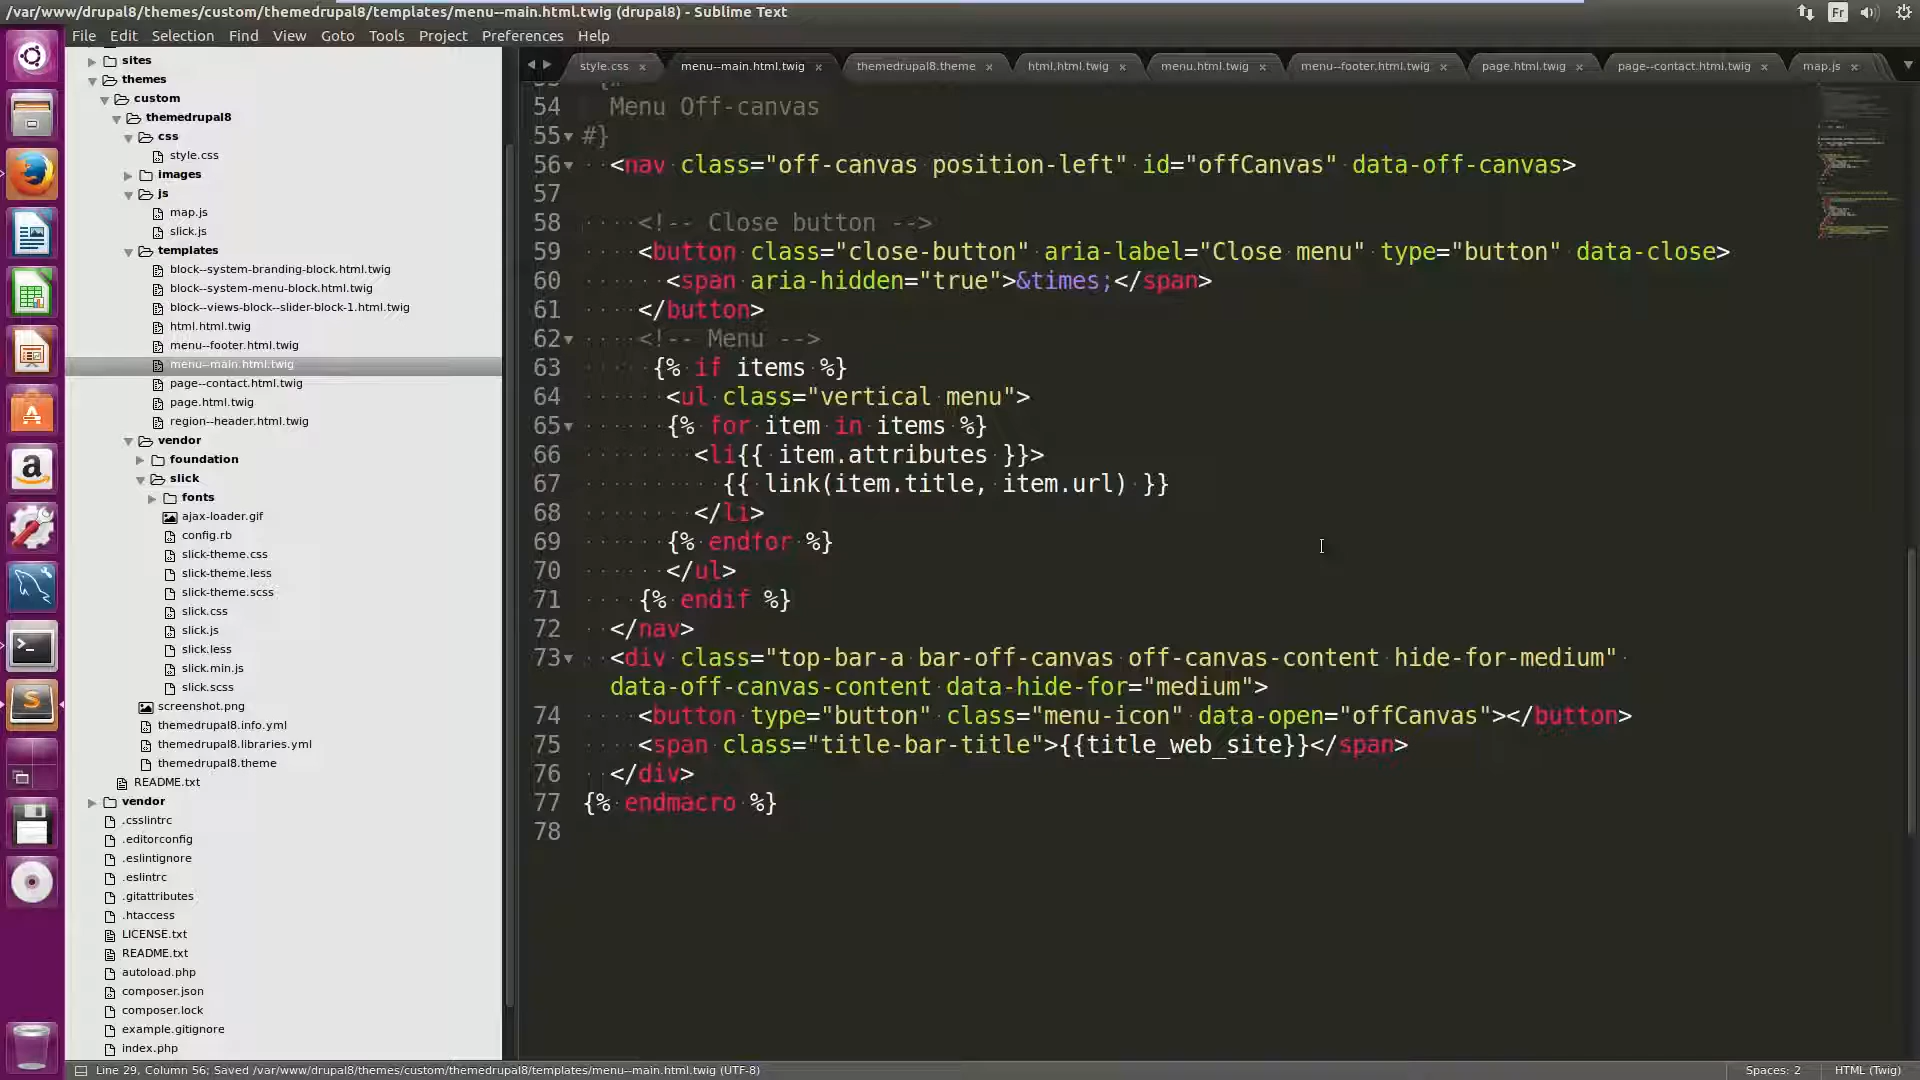 /var/www/drupal8/themes/custom/themedrupal8/templates/menu--main.html.twig (drupal8) - Sublime Text
Fr
File Edit Selection Find View Goto Tools Project Preferences Help
sites
themes
custom
themedrupal8
css
style.css
images
js
map.js
slick.js
templates
block--system-branding-block.html.twig
block--system-menu-block.html.twig
block--views-block--slider-block-1.html.twig
html.html.twig
menu--footer.html.twig
menu--main.html.twig
page--contact.html.twig
page.html.twig
region--header.html.twig
vendor
foundation
slick
fonts
ajax-loader.gif
config.rb
slick-theme.css
slick-theme.less
slick-theme.scss
slick.css
slick.js
slick.less
slick.min.js
slick.scss
screenshot.png
themedrupal8.info.yml
themedrupal8.libraries.yml
themedrupal8.theme
README.txt
vendor
.csslintrc
.editorconfig
.eslintignore
.eslintrc
.gitattributes
.htaccess
LICENSE.txt
README.txt
autoload.php
composer.json
composer.lock
example.gitignore
index.php
style.css × menu--main.html.twig × themedrupal8.theme × html.html.twig × menu.html.twig × menu--footer.html.twig × page.html.twig × page--contact.html.twig × map.js ×
54 Menu Off-canvas
55 #}
56 <nav class="off-canvas position-left" id="offCanvas" data-off-canvas>
57
58 <!-- Close button -->
59 <button class="close-button" aria-label="Close menu" type="button" data-close>
60 <span aria-hidden="true">&times;</span>
61 </button>
62 <!-- Menu -->
63 {% if items %}
64 <ul class="vertical menu">
65 {% for item in items %}
66 <li{{ item.attributes }}>
67 {{ link(item.title, item.url) }}
68 </li>
69 {% endfor %}
70 </ul>
71 {% endif %}
72 </nav>
73 <div class="top-bar-a bar-off-canvas off-canvas-content hide-for-medium"
data-off-canvas-content data-hide-for="medium">
74 <button type="button" class="menu-icon" data-open="offCanvas"></button>
75 <span class="title-bar-title">{{title_web_site}}</span>
76 </div>
77 {% endmacro %}
78
Line 29, Column 56; Saved /var/www/drupal8/themes/custom/themedrupal8/templates/menu--main.html.twig (UTF-8)
Spaces: 2
HTML (Twig)